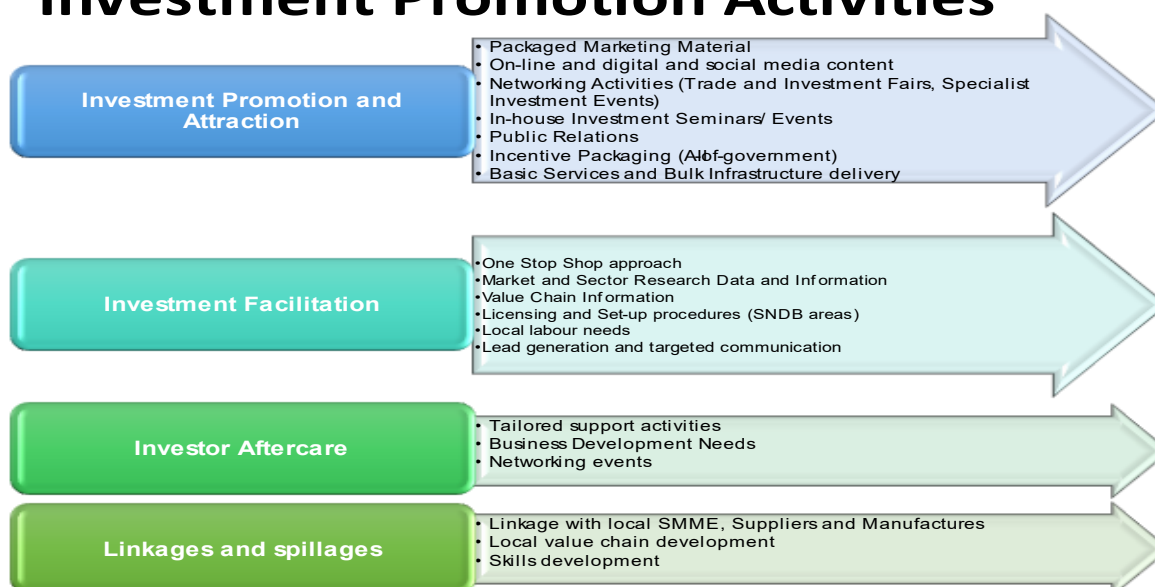 Investment Promotion Activities
Investment Promotion and
Attraction
• Packaged Marketing Material
• On-line and digital and social media content
• Networking Activities (Trade and Investment Fairs, Specialist
Investment Events)
• In-house Investment Seminars/ Events
• Public Relations
• Incentive Packaging (All-of-government)
• Basic Services and Bulk Infrastructure delivery
Investment Facilitation
•One Stop Shop approach
•Market and Sector Research Data and Information
•Value Chain Information
•Licensing and Set-up procedures (SNDB areas)
•Local labour needs
•Lead generation and targeted communication
Investor Aftercare
• Tailored support activities
• Business Development Needs
• Networking events
Linkages and spillages
• Linkage with local SMME, Suppliers and Manufactures
• Local value chain development
• Skills development